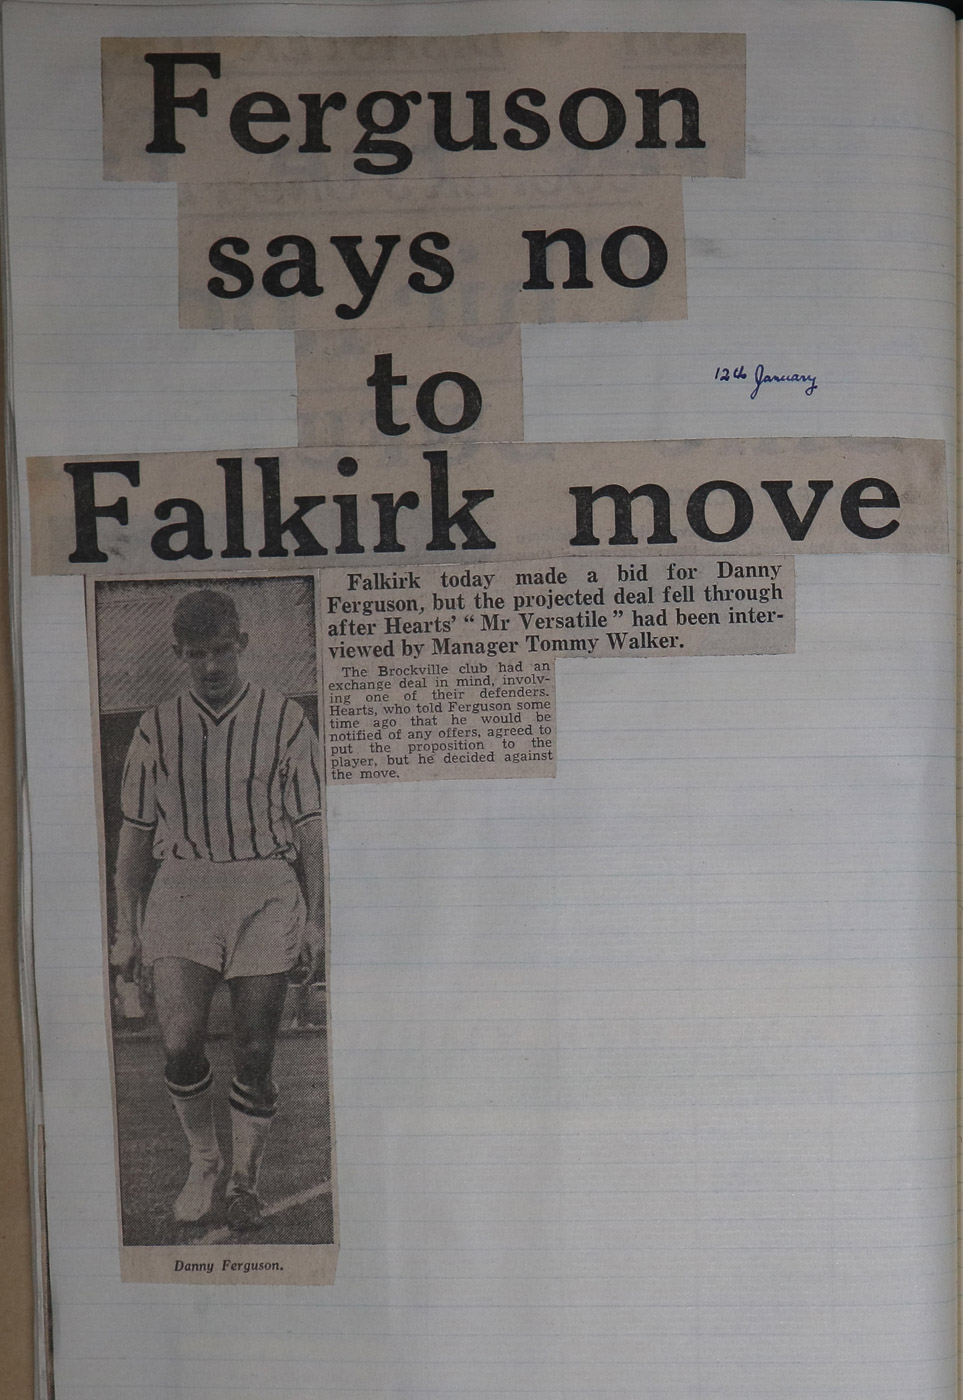 Ferguson
says no
to
12th January
Falkirk move
Falkirk today made a bid for Danny
Ferguson, but the projected deal fell through
after Hearts' “ Mr Versatile ” had been inter-
viewed by Manager Tommy Walker.
The Brockville club had an
exchange deal in mind, involv-
ing one of their defenders.
Hearts, who told Ferguson some
time ago that he would be
notified of any offers, agreed to
put the proposition to the
player, but he decided against
the move.
Danny Ferguson.